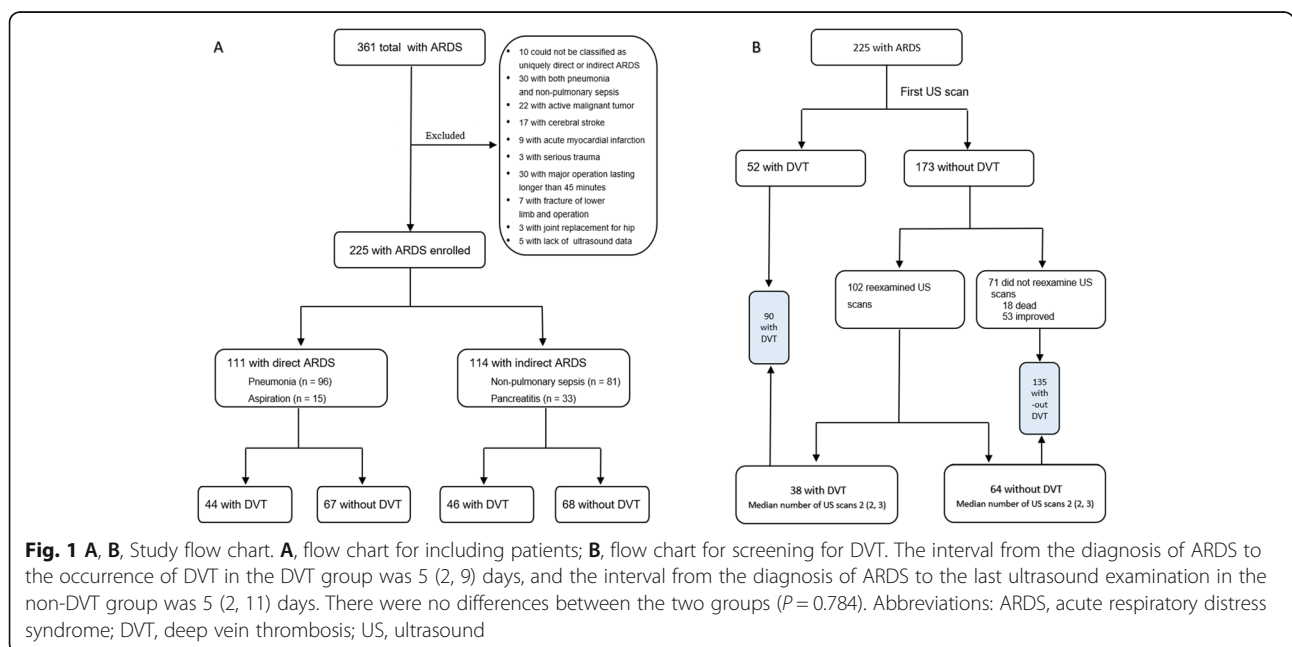 A
361 total with ARDS
Excluded
• 10 could not be classified as
uniquely direct or indirect ARDS
• 30 with both pneumonia
and non-pulmonary sepsis
• 22 with active malignant tumor
• 17 with cerebral stroke
• 9 with acute myocardial infarction
• 3 with serious trauma
• 30 with major operation lasting
longer than 45 minutes
• 7 with fracture of lower
limb and operation
• 3 with joint replacement for hip
• 5 with lack of ultrasound data
225 with ARDS enrolled
111 with direct ARDS
Pneumonia (n = 96)
Aspiration (n = 15)
114 with indirect ARDS
Non-pulmonary sepsis (n = 81)
Pancreatitis (n = 33)
44 with DVT
67 without DVT
46 with DVT
68 without DVT
B
225 with ARDS
First US scan
52 with DVT
173 without DVT
102 reexamined US
scans
71 did not reexamine US
scans
18 dead
53 improved
90
with
DVT
135
with
-out
DVT
38 with DVT
Median number of US scans 2 (2, 3)
64 without DVT
Median number of US scans 2 (2, 3)
Fig. 1 A, B, Study flow chart. A, flow chart for including patients; B, flow chart for screening for DVT. The interval from the diagnosis of ARDS to
the occurrence of DVT in the DVT group was 5 (2, 9) days, and the interval from the diagnosis of ARDS to the last ultrasound examination in the
non-DVT group was 5 (2, 11) days. There were no differences between the two groups (P = 0.784). Abbreviations: ARDS, acute respiratory distress
syndrome; DVT, deep vein thrombosis; US, ultrasound